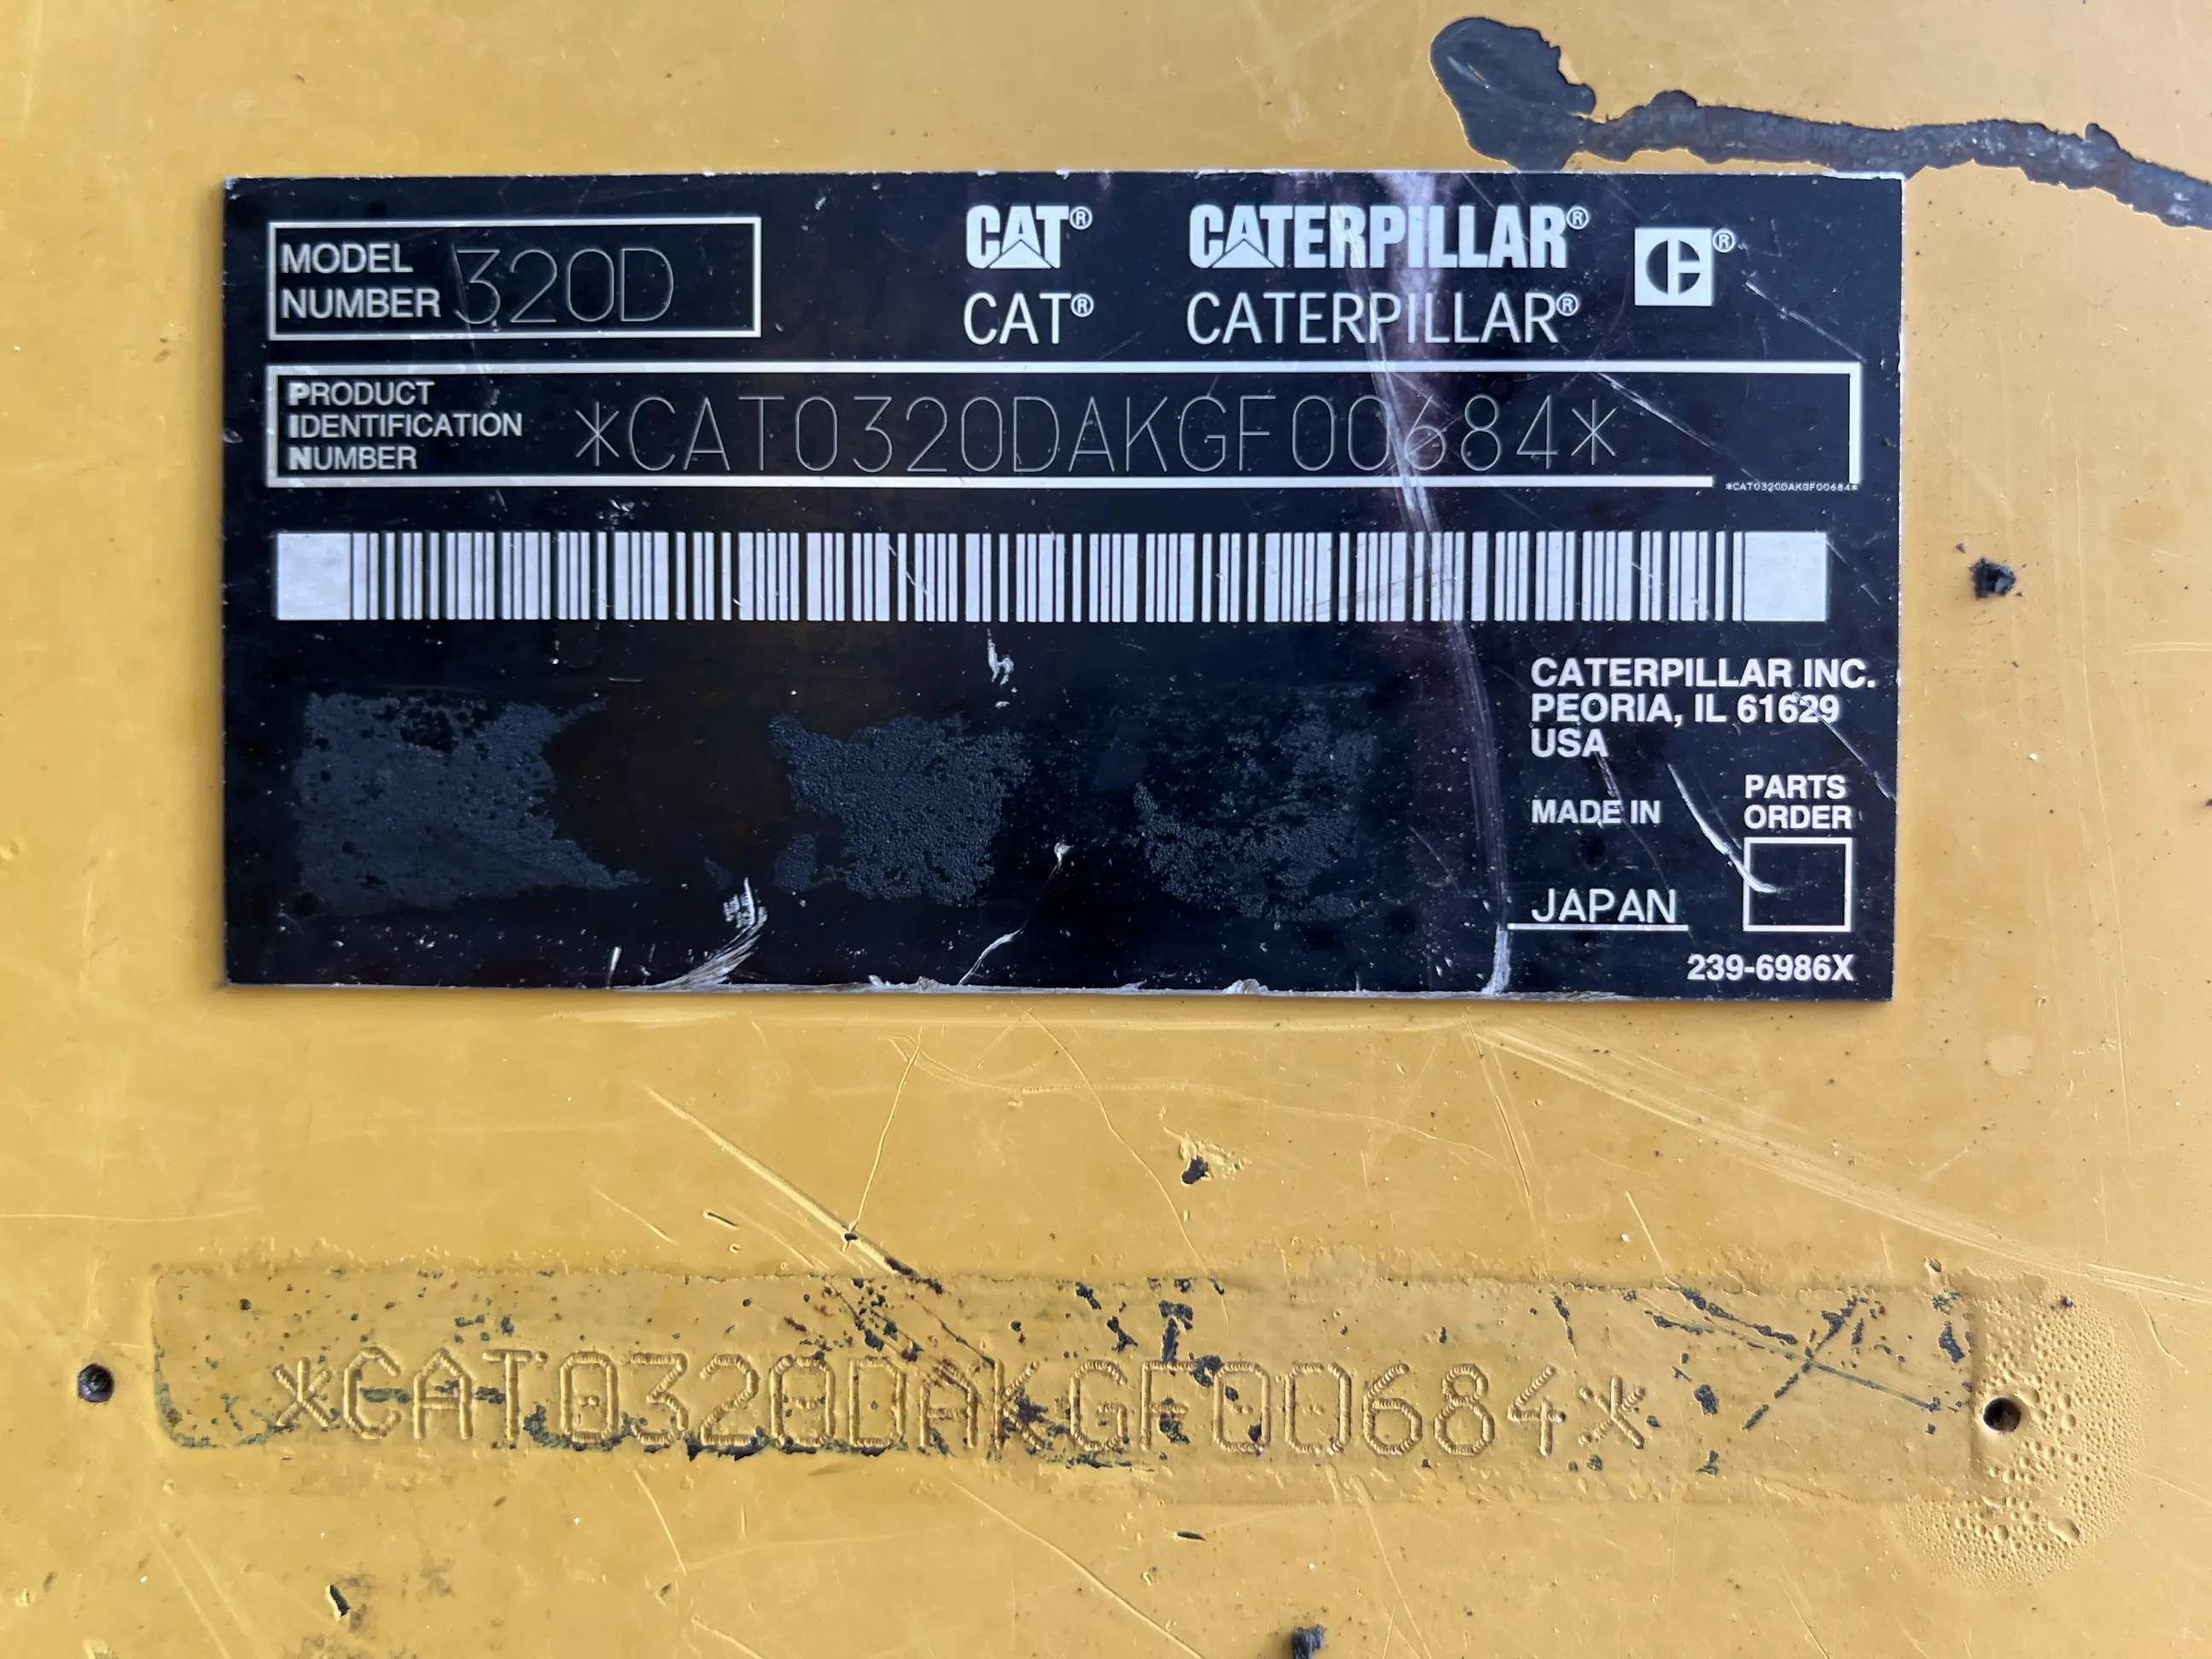 MODEL NUMBER 320D
CAT® CATERPILLAR® ®
CAT® CATERPILLAR®
PRODUCT
IDENTIFICATION
NUMBER
*CAT0320DAKGF00684*
*CAT0320DAKGF00684*
CATERPILLAR INC.
PEORIA, IL 61629
USA
MADE IN
JAPAN
PARTS
ORDER
239-6986X
*CAT0320DAKGF00684*